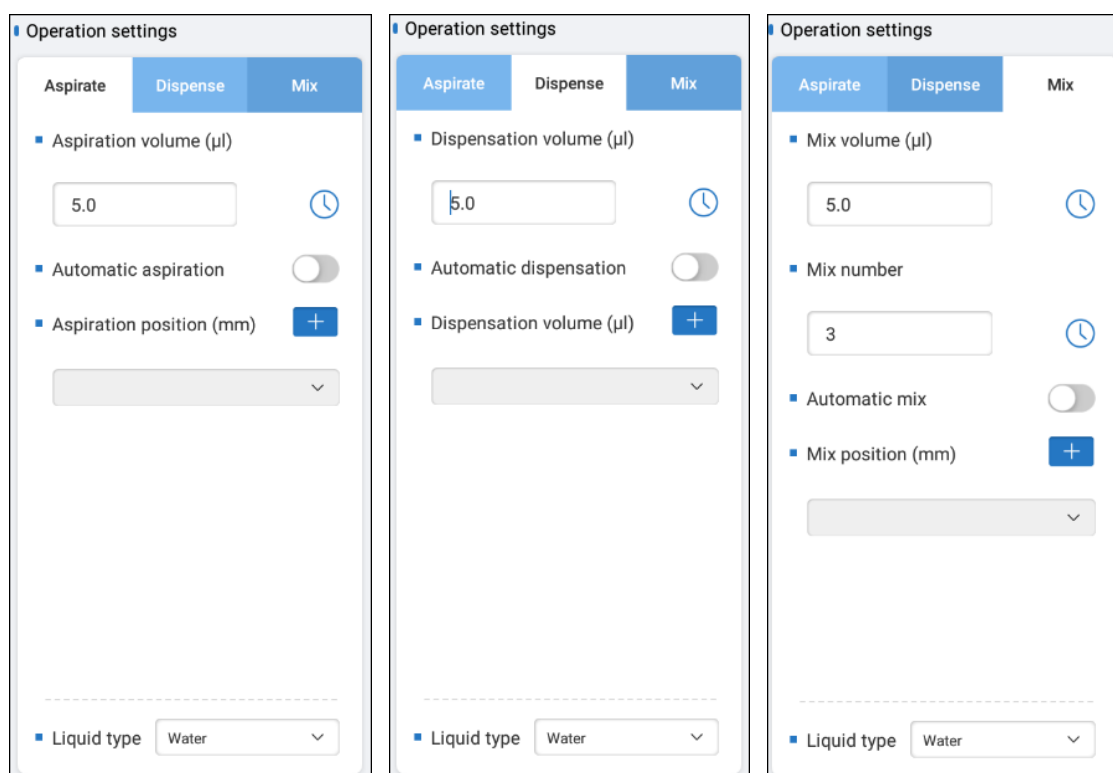 Operation settings
Aspirate Dispense Mix
Aspiration volume (µl)
5.0
Automatic aspiration
Aspiration position (mm)
+
Liquid type Water
Operation settings
Aspirate Dispense Mix
Dispensation volume (µl)
5.0
Automatic dispensation
Dispensation volume (µl)
+
Liquid type Water
Operation settings
Aspirate Dispense Mix
Mix volume (µl)
5.0
Mix number
3
Automatic mix
Mix position (mm)
+
Liquid type Water